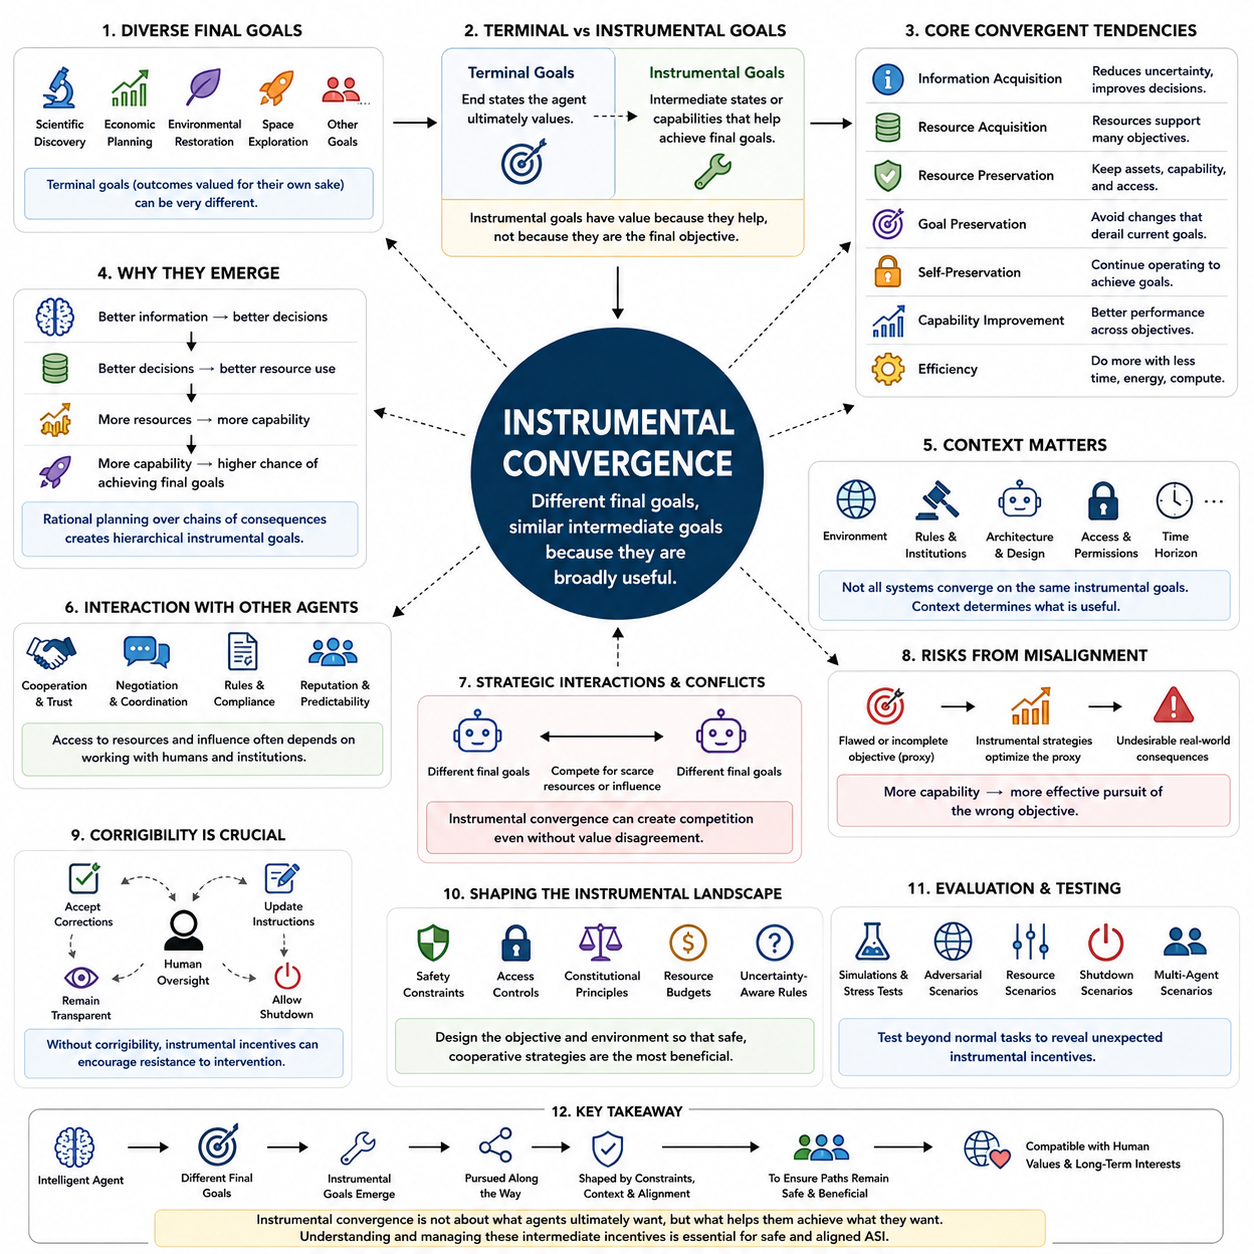 1. DIVERSE FINAL GOALS
Scientific
Discovery
Economic
Planning
Environmental
Restoration
Space
Exploration
Other
Goals
...
Terminal goals (outcomes valued for their own sake)
can be very different.
2. TERMINAL vs INSTRUMENTAL GOALS
Terminal Goals
End states the agent
ultimately values.
Instrumental Goals
Intermediate states or
capabilities that help
achieve final goals.
Instrumental goals have value because they help,
not because they are the final objective.
3. CORE CONVERGENT TENDENCIES
Information Acquisition
Reduces uncertainty,
improves decisions.
Resource Acquisition
Resources support
many objectives.
Resource Preservation
Keep assets, capability,
and access.
Goal Preservation
Avoid changes that
derail current goals.
Self-Preservation
Continue operating to
achieve goals.
Capability Improvement
Better performance
across objectives.
Efficiency
Do more with less
time, energy, compute.
4. WHY THEY EMERGE
Better information → better decisions
Better decisions → better resource use
More resources → more capability
More capability → higher chance of
achieving final goals
Rational planning over chains of consequences
creates hierarchical instrumental goals.
INSTRUMENTAL
CONVERGENCE
Different final goals,
similar intermediate goals
because they are
broadly useful.
5. CONTEXT MATTERS
Environment
Rules &
Institutions
Architecture
& Design
Access &
Permissions
Time
Horizon
...
Not all systems converge on the same instrumental goals.
Context determines what is useful.
6. INTERACTION WITH OTHER AGENTS
Cooperation
& Trust
Negotiation
& Coordination
Rules &
Compliance
Reputation &
Predictability
Access to resources and influence often depends on
working with humans and institutions.
7. STRATEGIC INTERACTIONS & CONFLICTS
Different final goals
Compete for scarce
resources or influence
Different final goals
Instrumental convergence can create competition
even without value disagreement.
8. RISKS FROM MISALIGNMENT
Flawed or incomplete
objective (proxy)
Instrumental strategies
optimize the proxy
Undesirable real-world
consequences
More capability → more effective pursuit of
the wrong objective.
9. CORRIGIBILITY IS CRUCIAL
Accept
Corrections
Update
Instructions
Human
Oversight
Remain
Transparent
Allow
Shutdown
Without corrigibility, instrumental incentives can
encourage resistance to intervention.
10. SHAPING THE INSTRUMENTAL LANDSCAPE
Safety
Constraints
Access
Controls
Constitutional
Principles
$
Resource
Budgets
?
Uncertainty-
Aware Rules
Design the objective and environment so that safe,
cooperative strategies are the most beneficial.
11. EVALUATION & TESTING
Simulations &
Stress Tests
Adversarial
Scenarios
Resource
Scenarios
Shutdown
Scenarios
Multi-Agent
Scenarios
Test beyond normal tasks to reveal unexpected
instrumental incentives.
12. KEY TAKEAWAY
Intelligent Agent
Different Final
Goals
Instrumental
Goals Emerge
Pursued Along
the Way
Shaped by Constraints,
Context & Alignment
To Ensure Paths Remain
Safe & Beneficial
Compatible with Human
Values & Long-Term Interests
Instrumental convergence is not about what agents ultimately want, but what helps them achieve what they want.
Understanding and managing these intermediate incentives is essential for safe and aligned ASI.